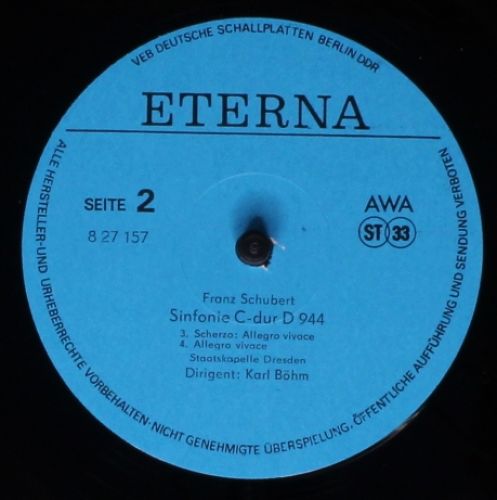 VEB DEUTSCHE SCHALLPLATTEN BERLIN DDR
ETERNA
SEITE 2
8 27 157
AWA
ST 33
Franz Schubert
Sinfonie C-dur D 944
3. Scherzo: Allegro vivace
4. Allegro vivace
Staatskapelle Dresden
Dirigent: Karl Böhm
ALLE HERSTELLER- UND URHEBERRECHTE VORBEHALTEN · NICHT GENEHMIGTE ÜBERSPIELUNG, ÖFFENTLICHE AUFFÜHRUNG UND SENDUNG VERBOTEN